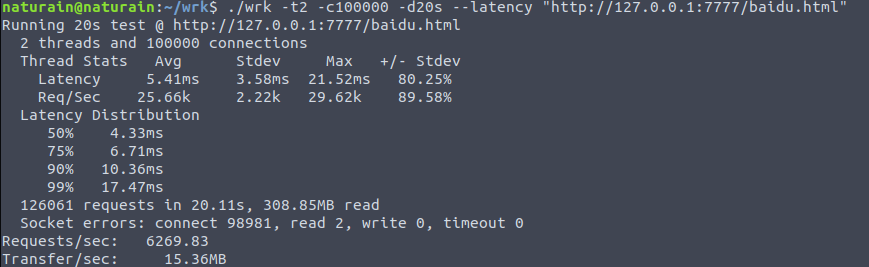 naturain@naturain:~/wrk$ ./wrk -t2 -c100000 -d20s --latency "http://127.0.0.1:7777/baidu.html"
Running 20s test @ http://127.0.0.1:7777/baidu.html
  2 threads and 100000 connections
  Thread Stats   Avg      Stdev     Max   +/- Stdev
    Latency     5.41ms    3.58ms  21.52ms   80.25%
    Req/Sec    25.66k     2.22k   29.62k    89.58%
  Latency Distribution
     50%    4.33ms
     75%    6.71ms
     90%   10.36ms
     99%   17.47ms
  126061 requests in 20.11s, 308.85MB read
  Socket errors: connect 98981, read 2, write 0, timeout 0
Requests/sec:   6269.83
Transfer/sec:     15.36MB